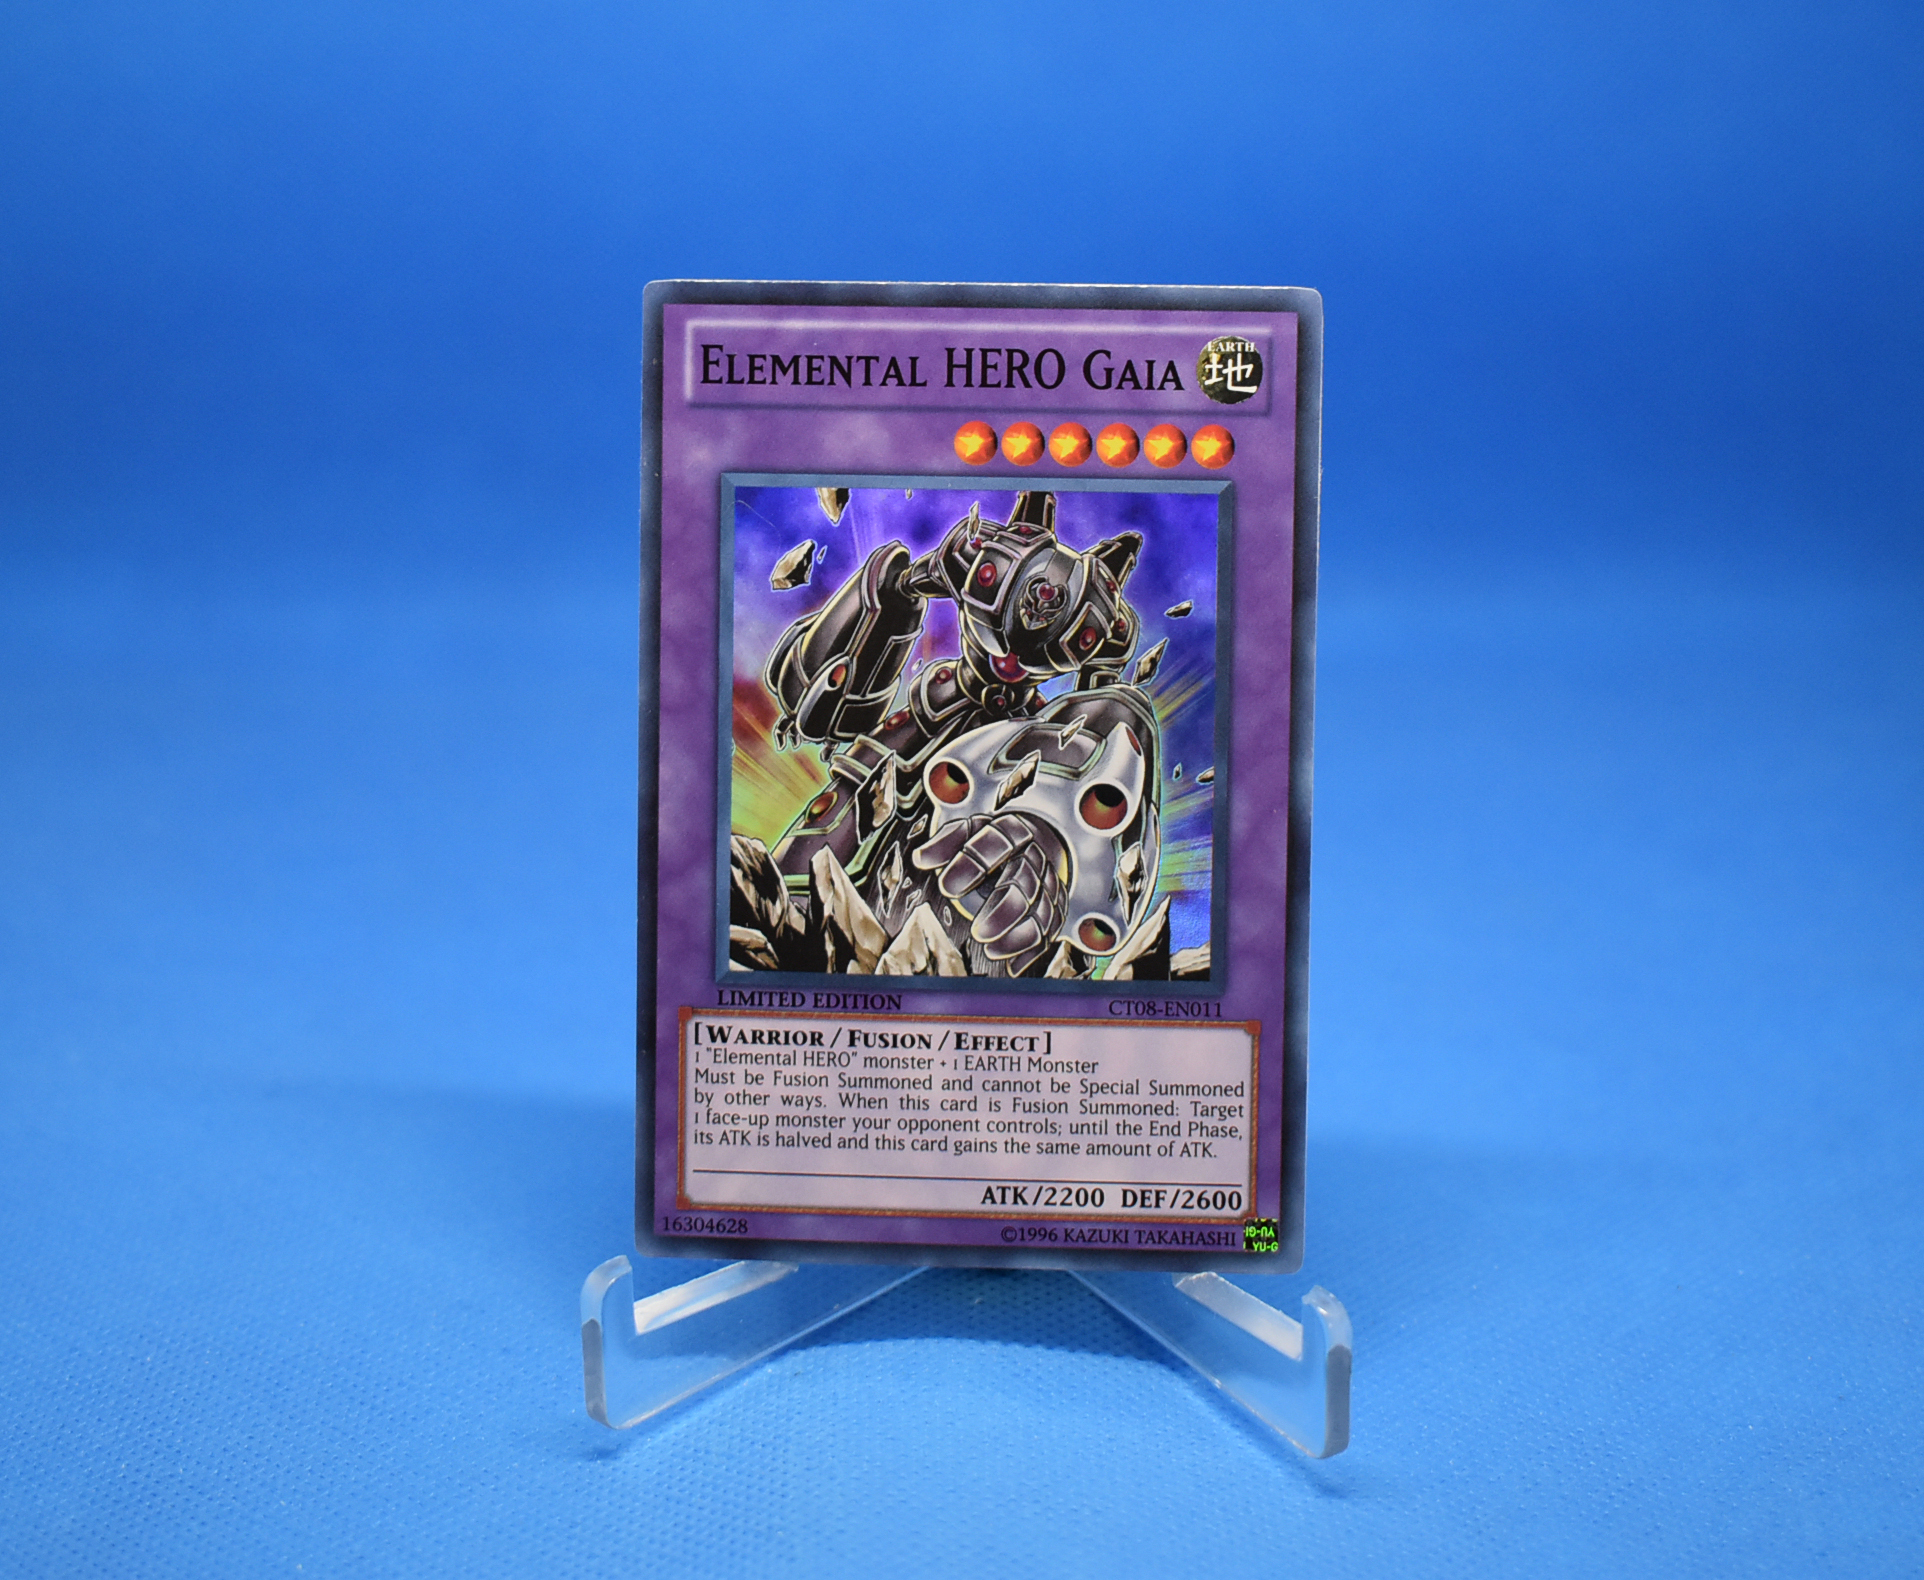 ELEMENTAL HERO GAIA
EARTH
地
LIMITED EDITION
CT08-EN011
[WARRIOR / FUSION / EFFECT]
1 "Elemental HERO" monster + 1 EARTH Monster
Must be Fusion Summoned and cannot be Special Summoned
by other ways. When this card is Fusion Summoned: Target
1 face-up monster your opponent controls; until the End Phase,
its ATK is halved and this card gains the same amount of ATK.
ATK/2200 DEF/2600
16304628
©1996 KAZUKI TAKAHASHI
YU-GI
YU-G